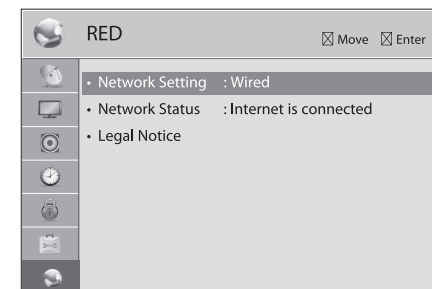 RED
Move Enter
• Network Setting : Wired
• Network Status : Internet is connected
• Legal Notice